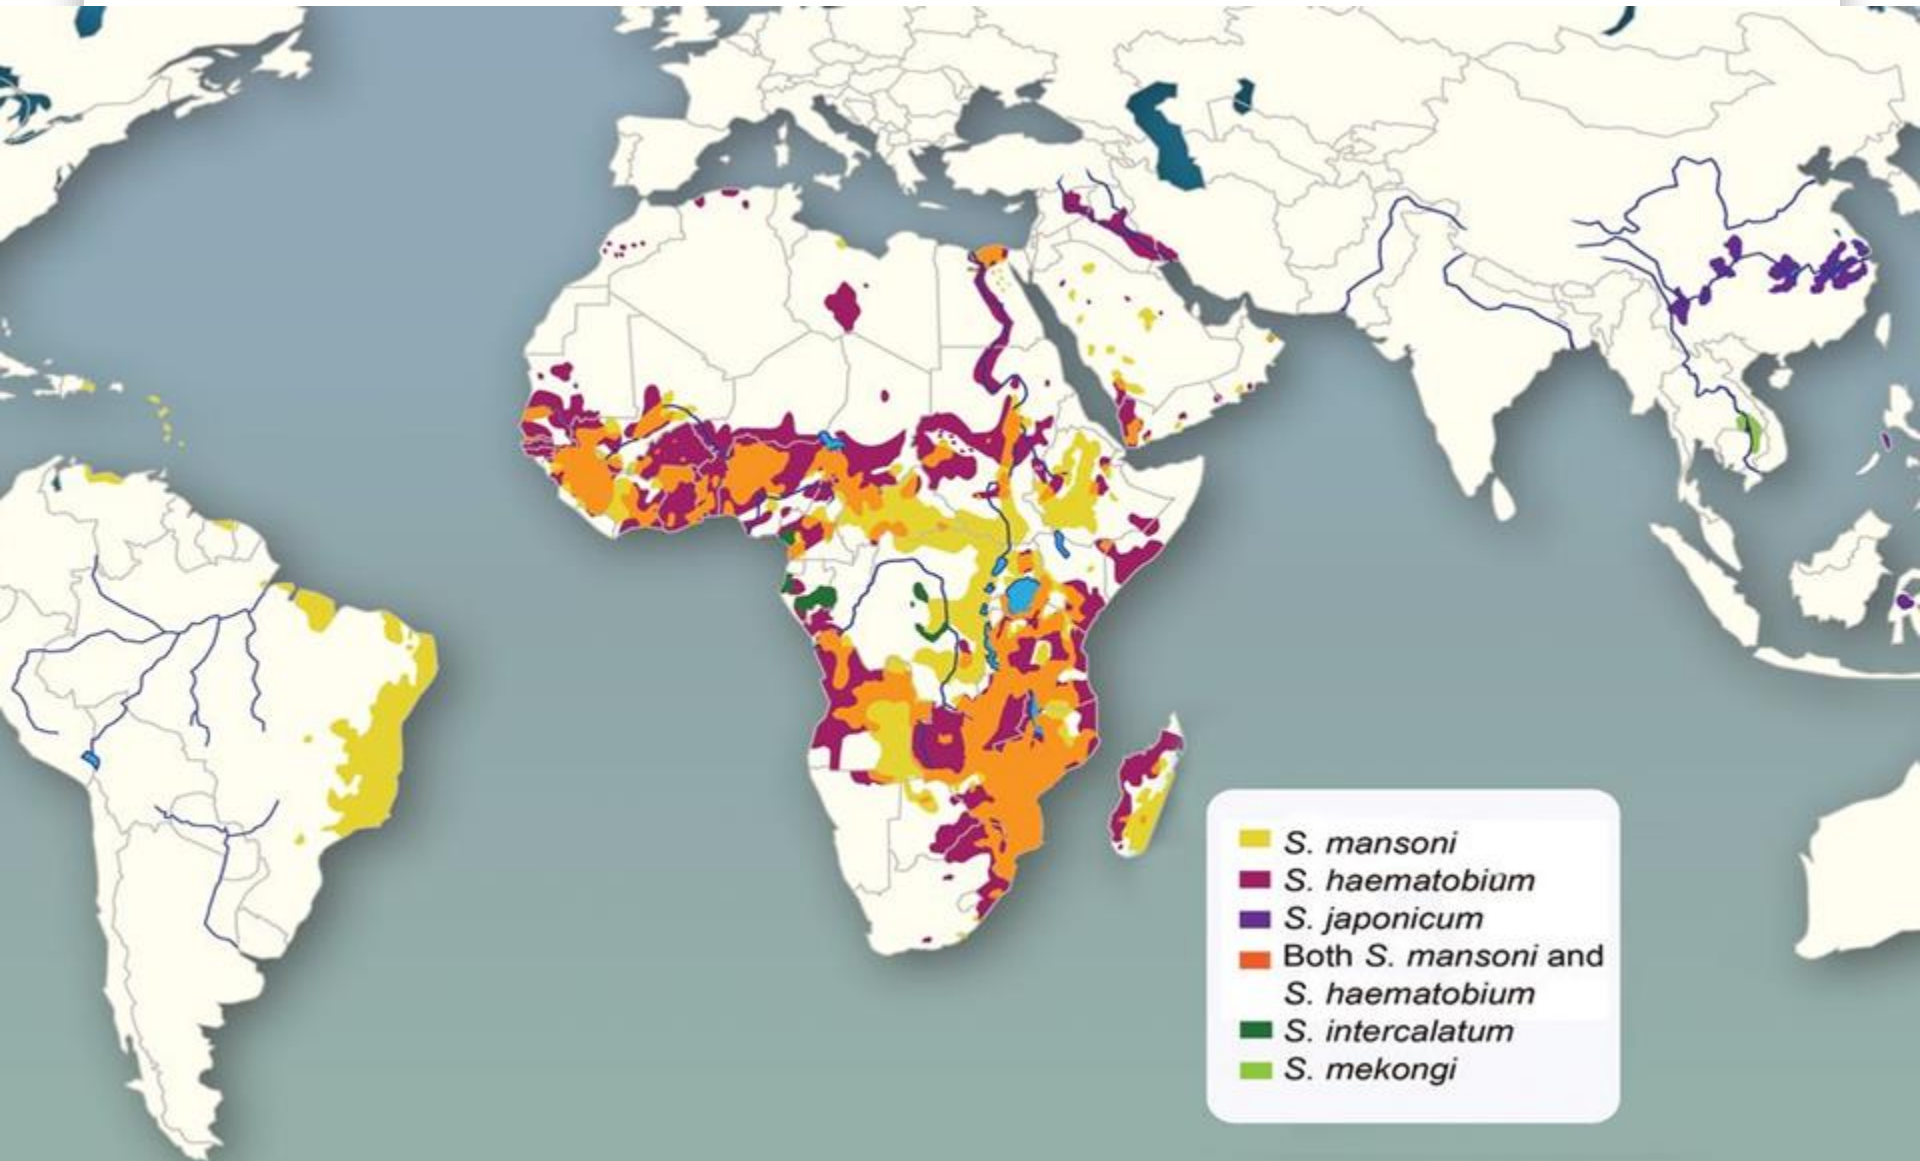 S. mansoni
S. haematobium
S. japonicum
Both S. mansoni and
S. haematobium
S. intercalatum
S. mekongi